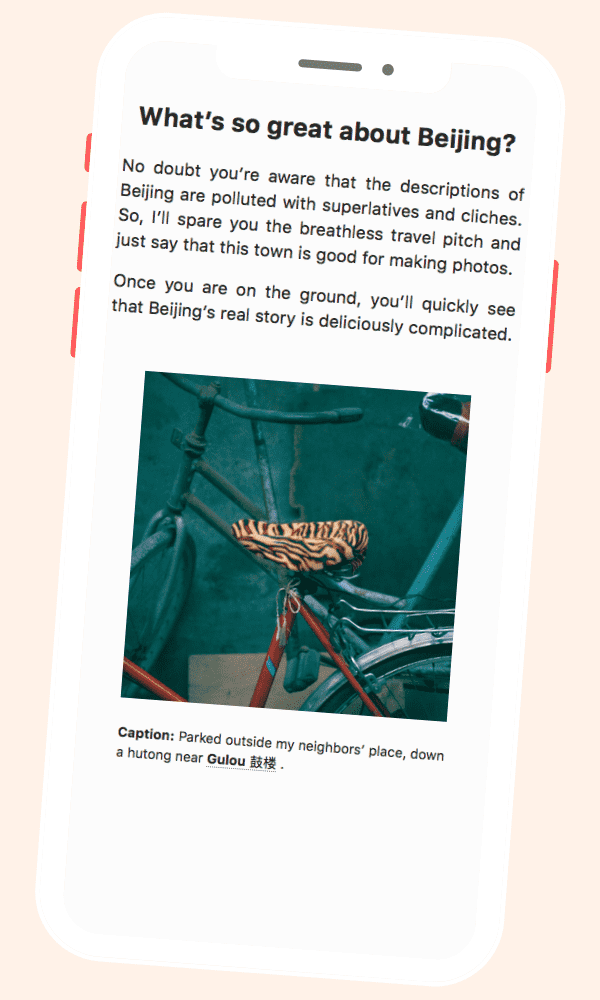 What’s so great about Beijing?
No doubt you’re aware that the descriptions of
Beijing are polluted with superlatives and cliches.
So, I’ll spare you the breathless travel pitch and
just say that this town is good for making photos.
Once you are on the ground, you’ll quickly see
that Beijing’s real story is deliciously complicated.
Caption: Parked outside my neighbors’ place, down
a hutong near Gulou 鼓楼 .